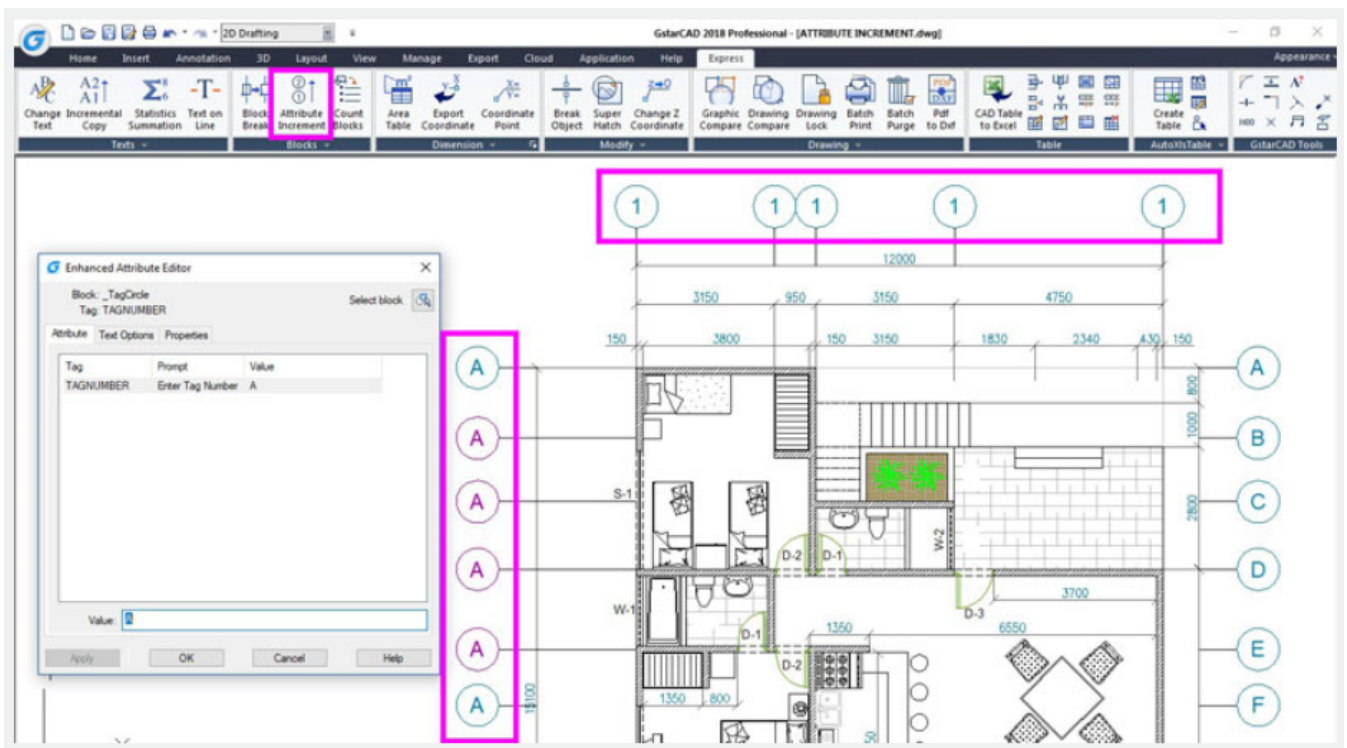 2D Drafting
GstarCAD 2018 Professional - [ATTRIBUTE INCREMENT.dwg]
Home Insert Annotation 3D Layout View Manage Export Cloud Application Help Express Appearance
Change Text
Incremental Copy
Statistics Summation
Text on Line
Block Break
Attribute Increment
Count Blocks
Area Table
Export Coordinate
Coordinate Point
Break Object
Super Hatch
Change Z Coordinate
Graphic Compare
Drawing Compare
Drawing Lock
Batch Print
Batch Purge
Pdf to Dxf
CAD Table to Excel
Create Table
Texts Blocks Dimension Modify Drawing Table AutoXlsTable GstarCAD Tools
1 1 1 1 1
12000
3150 950 3150 4750
150 3800 150 3150 1830 2340 430 150
Enhanced Attribute Editor
Block: _TagCircle
Tag: TAGNUMBER
Select block
Attribute Text Options Properties
Tag Prompt Value
TAGNUMBER Enter Tag Number A
Value: A
Apply OK Cancel Help
A A
800
A B
1000
S-1
A C
2800
W-2
D-2 D-1
A D
3700
W-1 D-3
D-1 1350 6550
A E
D-2
1350 800
15100
A F